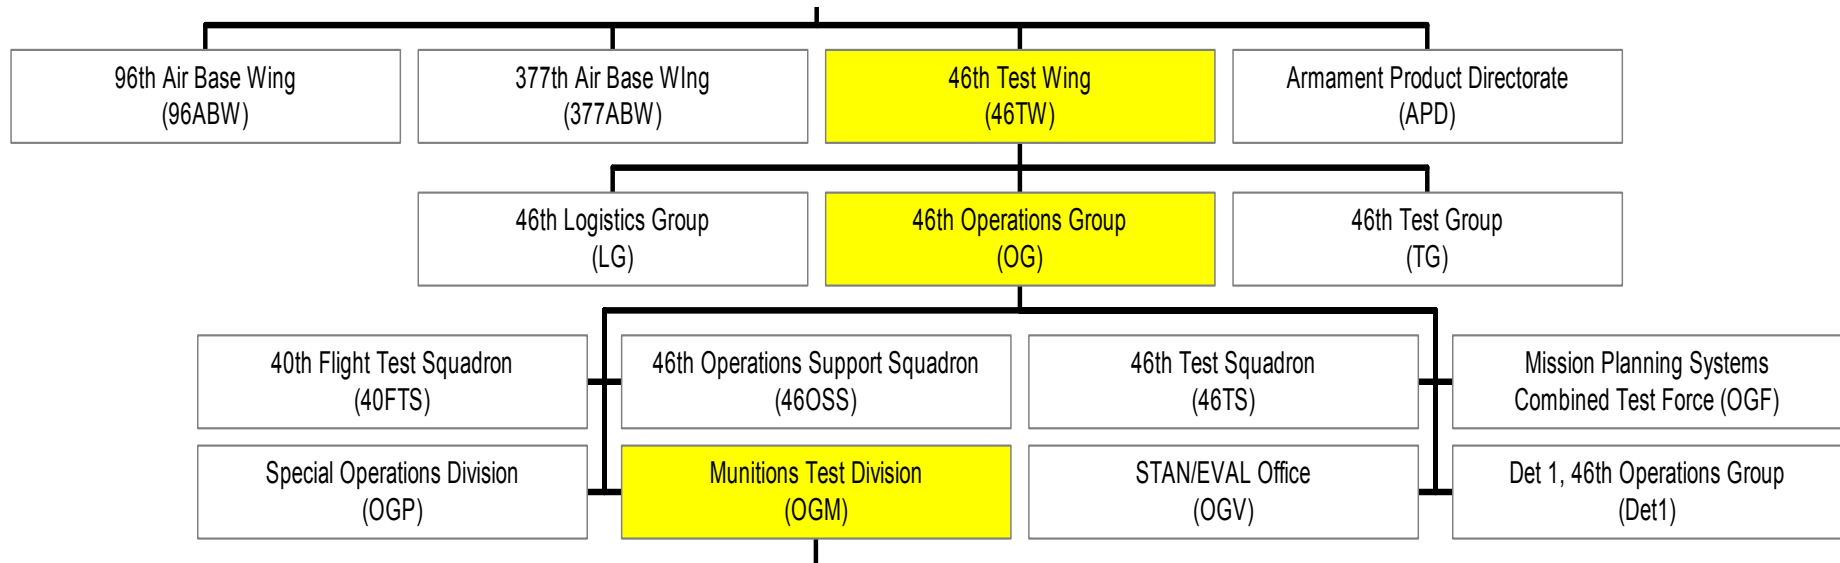 96th Air Base Wing
(96ABW)
377th Air Base WIng
(377ABW)
46th Test Wing
(46TW)
Armament Product Directorate
(APD)
46th Logistics Group
(LG)
46th Operations Group
(OG)
46th Test Group
(TG)
40th Flight Test Squadron
(40FTS)
46th Operations Support Squadron
(46OSS)
46th Test Squadron
(46TS)
Mission Planning Systems
Combined Test Force (OGF)
Special Operations Division
(OGP)
Munitions Test Division
(OGM)
STAN/EVAL Office
(OGV)
Det 1, 46th Operations Group
(Det1)